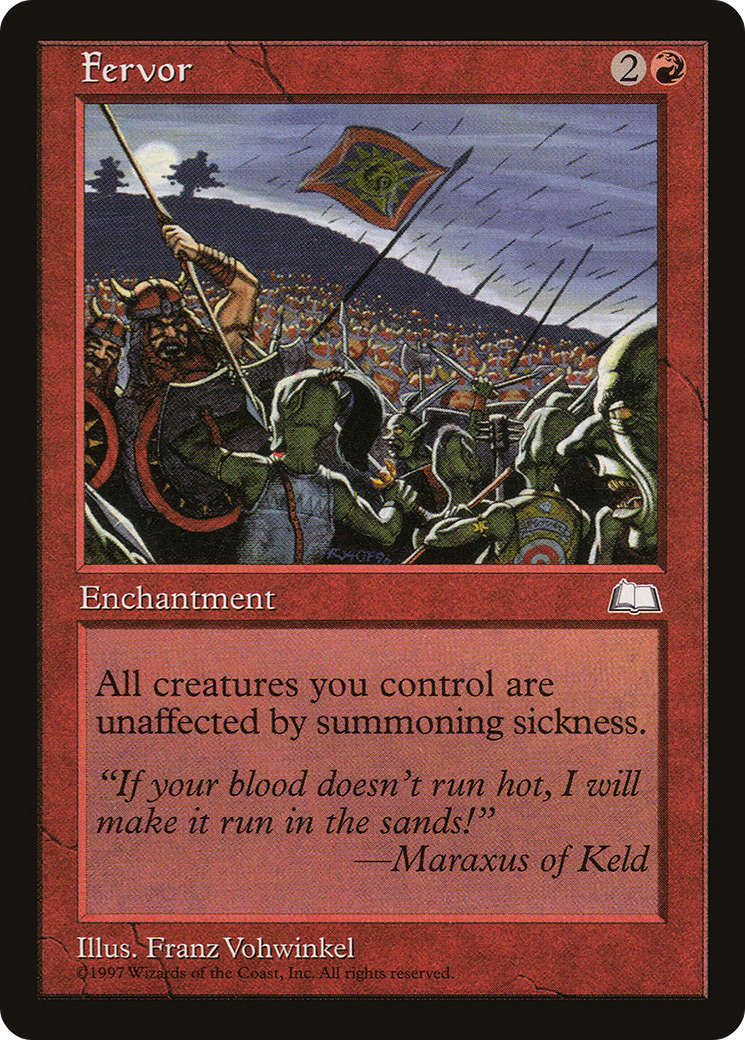 Fervor
2
Enchantment
All creatures you control are
unaffected by summoning sickness.
“If your blood doesn’t run hot, I will
make it run in the sands!”
—Maraxus of Keld
Illus. Franz Vohwinkel
©1997 Wizards of the Coast, Inc. All rights reserved.